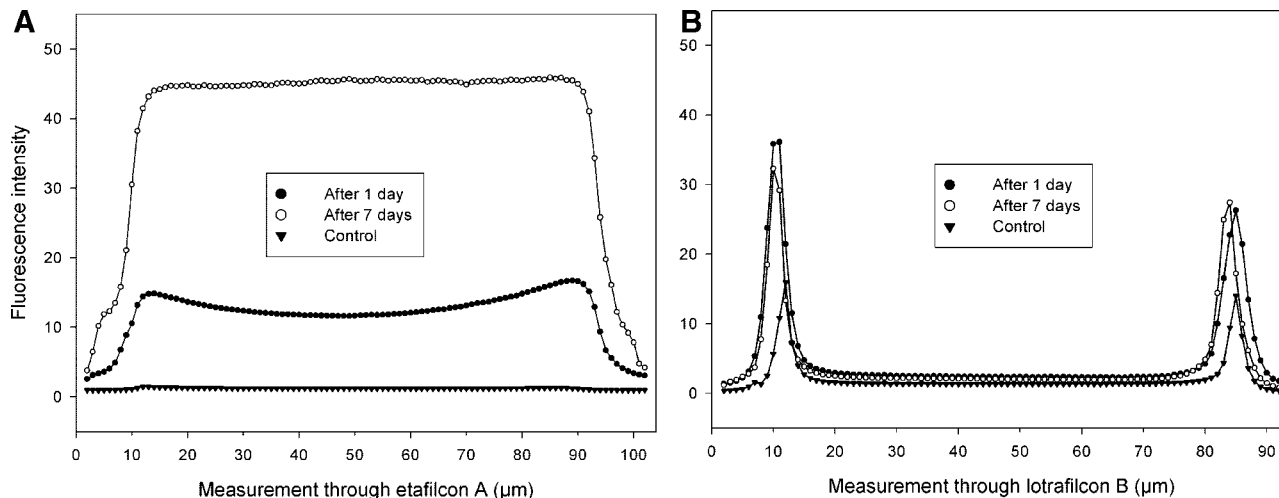 A
50
40
30
20
10
0
Fluorescence intensity
After 1 day
After 7 days
Control
0 10 20 30 40 50 60 70 80 90 100
Measurement through etafilcon A (µm)
B
50
40
30
20
10
0
After 1 day
After 7 days
Control
0 10 20 30 40 50 60 70 80 90
Measurement through lotrafilcon B (µm)